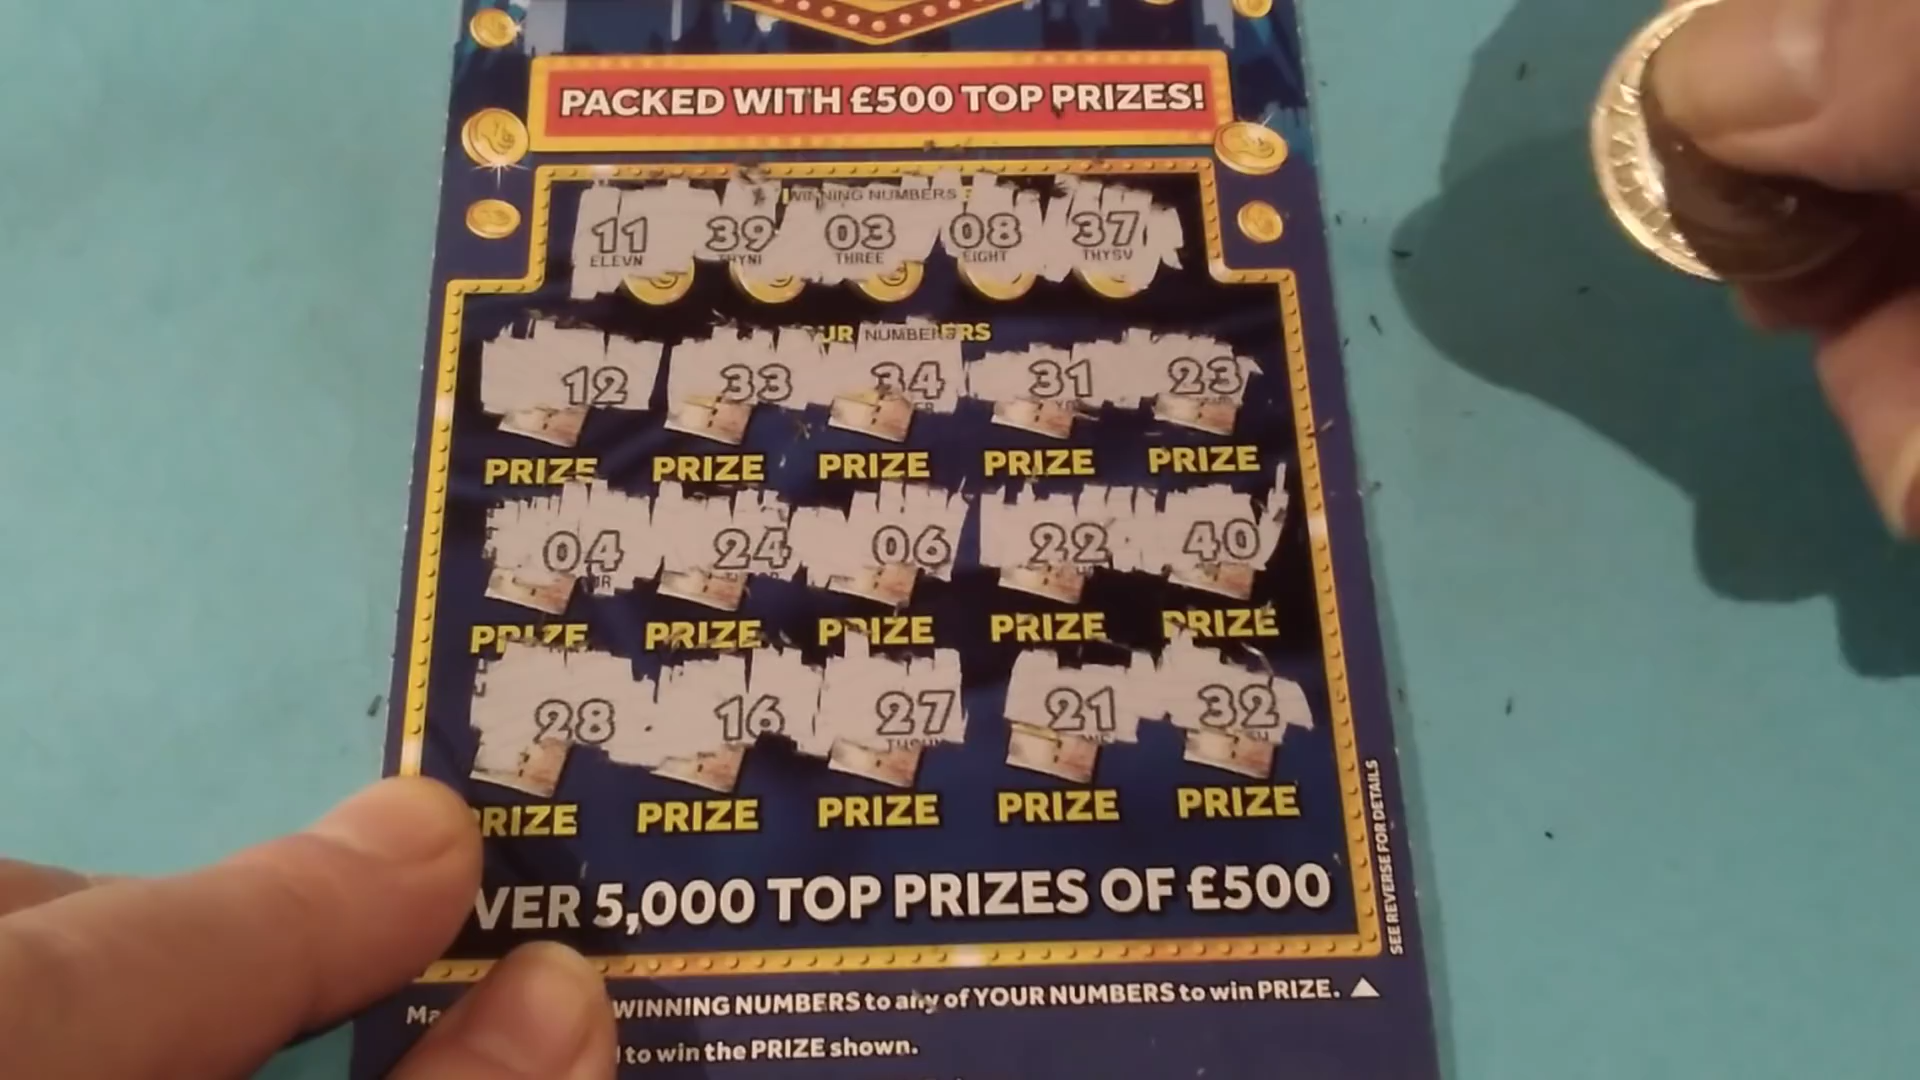 PACKED WITH £500 TOP PRIZES!
WINNING NUMBERS
11 39 03 08 37
ELEVN THYNI THREE EIGHT THYSV
NUMBERS
12 33 34 31 23
PRIZE PRIZE PRIZE PRIZE PRIZE
04 24 06 22 40
PRIZE PRIZE PRIZE PRIZE PRIZE
28 16 27 21 32
PRIZE PRIZE PRIZE PRIZE PRIZE
VER 5,000 TOP PRIZES OF £500
SEE REVERSE FOR DETAILS
WINNING NUMBERS to any of YOUR NUMBERS to win PRIZE.
to win the PRIZE shown.